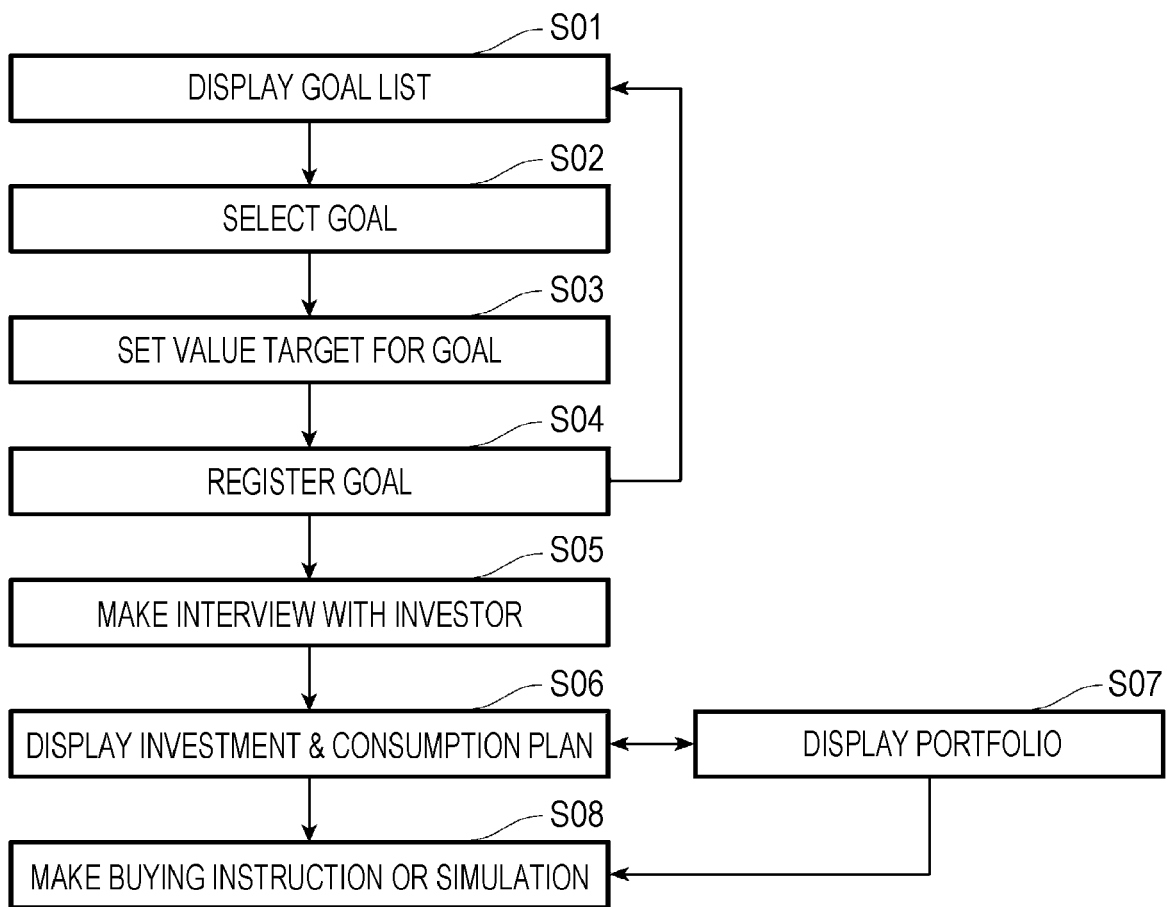 S01
DISPLAY GOAL LIST
S02
SELECT GOAL
S03
SET VALUE TARGET FOR GOAL
S04
REGISTER GOAL
S05
MAKE INTERVIEW WITH INVESTOR
S06
DISPLAY INVESTMENT & CONSUMPTION PLAN
S07
DISPLAY PORTFOLIO
S08
MAKE BUYING INSTRUCTION OR SIMULATION